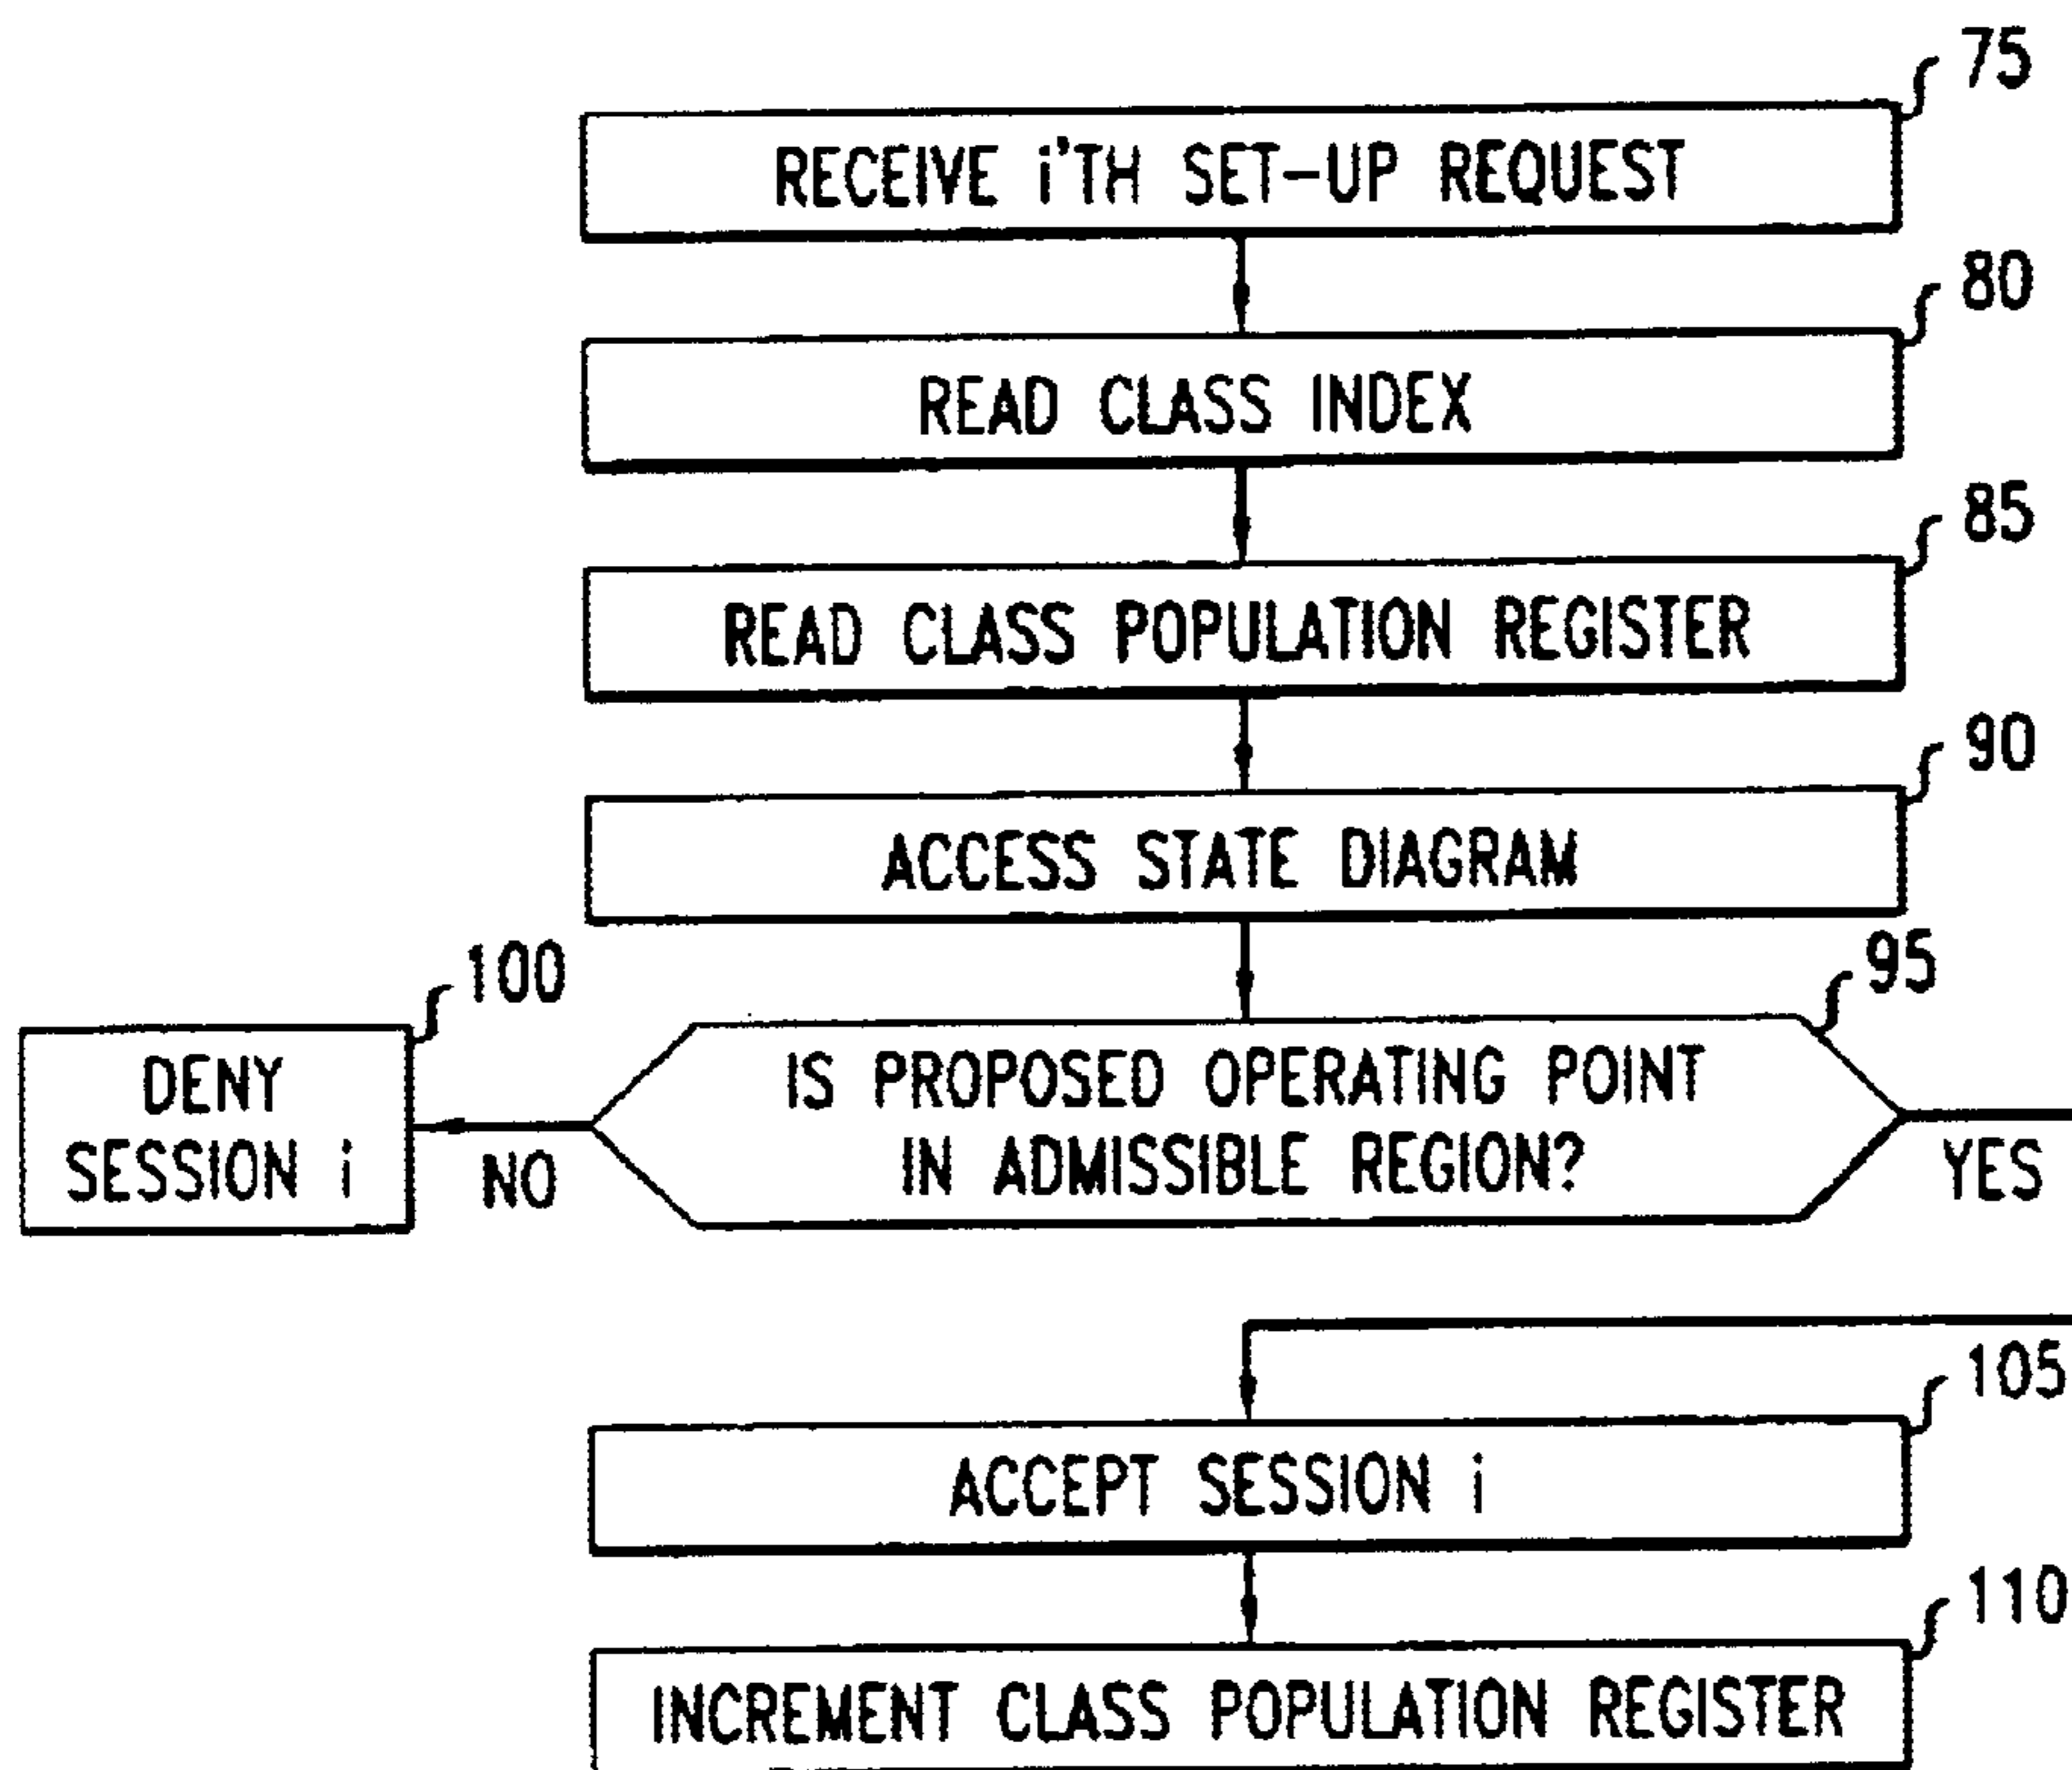 75
RECEIVE i'TH SET-UP REQUEST
80
READ CLASS INDEX
85
READ CLASS POPULATION REGISTER
90
ACCESS STATE DIAGRAM
100
95
DENY
SESSION i
NO
IS PROPOSED OPERATING POINT
IN ADMISSIBLE REGION?
YES
105
ACCEPT SESSION i
110
INCREMENT CLASS POPULATION REGISTER